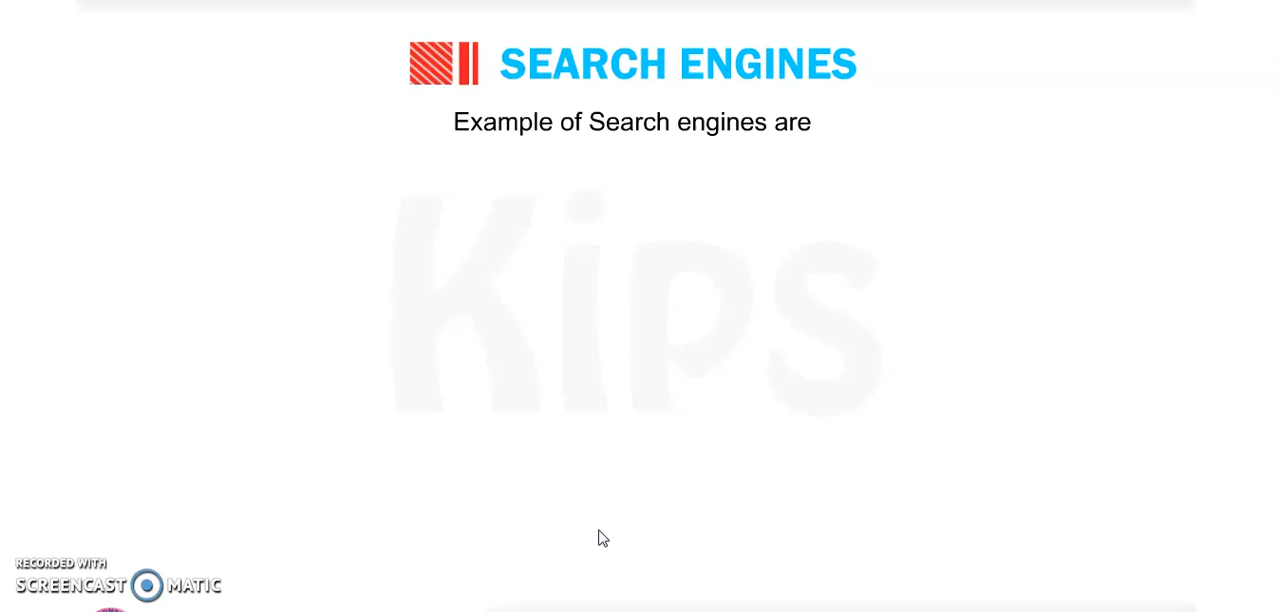 SEARCH ENGINES
Example of Search engines are
Kips
RECORDED WITH
SCREENCAST MATIC